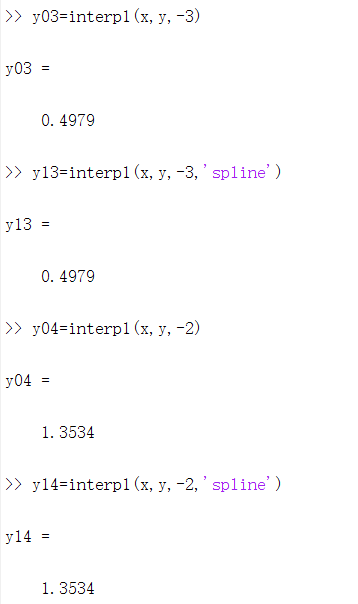 >> y03=interp1(x,y,-3)
y03 =
0.4979
>> y13=interp1(x,y,-3,'spline')
y13 =
0.4979
>> y04=interp1(x,y,-2)
y04 =
1.3534
>> y14=interp1(x,y,-2,'spline')
y14 =
1.3534